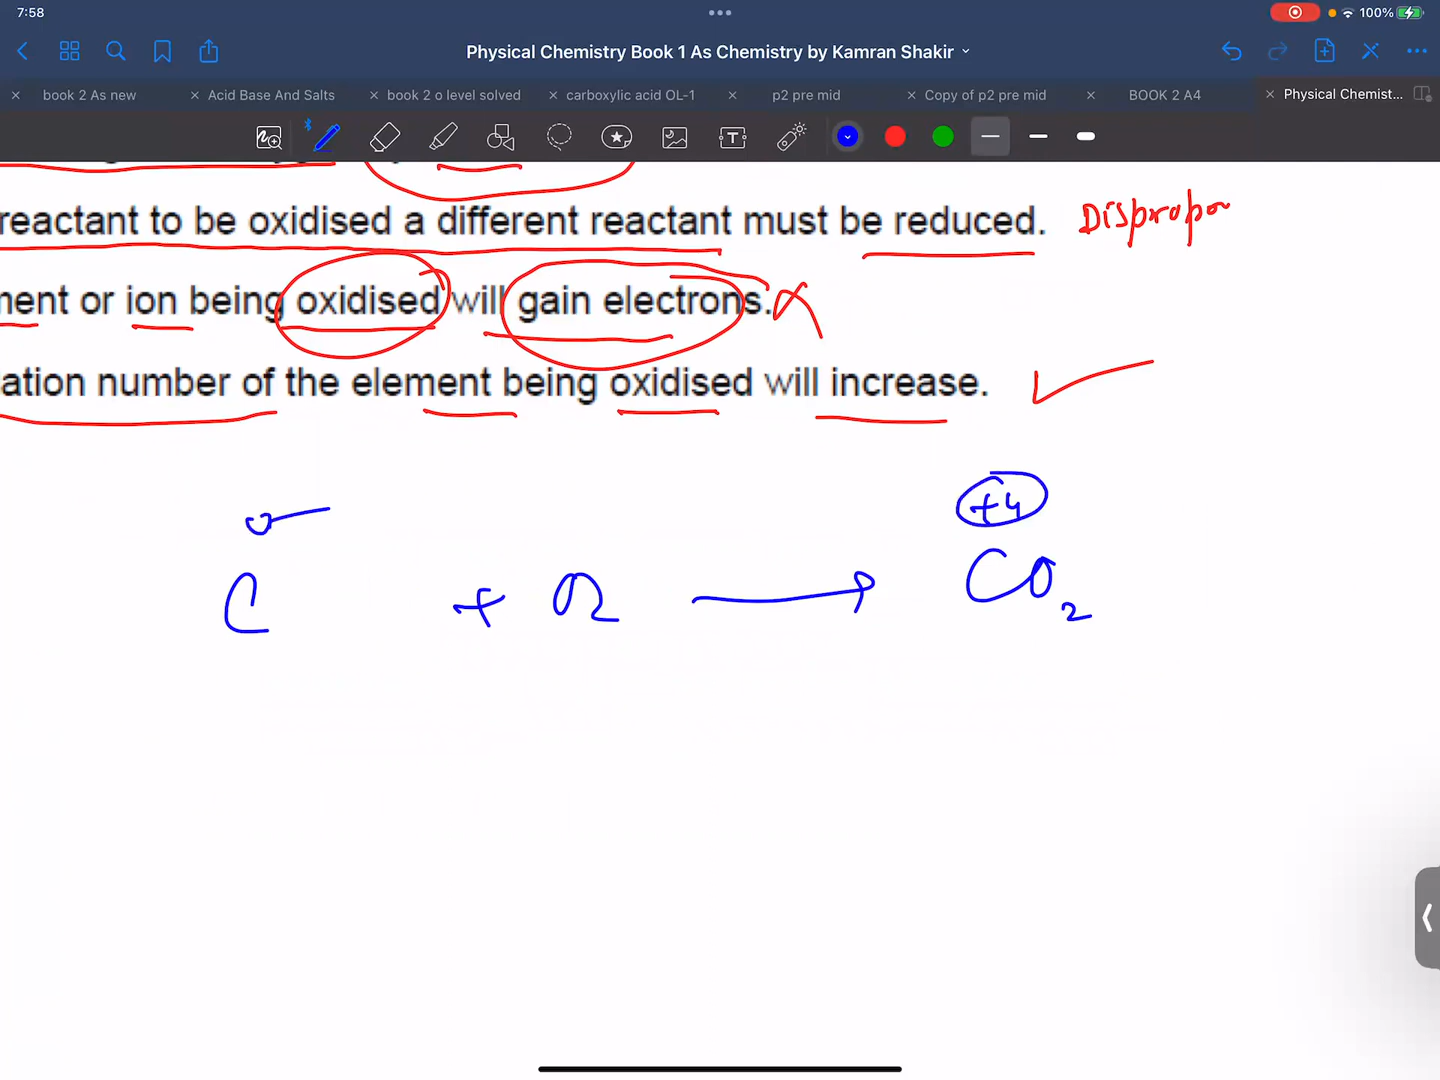 7:58
100%
Physical Chemistry Book 1 As Chemistry by Kamran Shakir
book 2 As new
Acid Base And Salts
book 2 o level solved
carboxylic acid OL-1
p2 pre mid
Copy of p2 pre mid
BOOK 2 A4
Physical Chemist...
reactant to be oxidised a different reactant must be reduced. Dispropor
ment or ion being oxidised will gain electrons.
ation number of the element being oxidised will increase.
0 +4
C + O2 → CO2